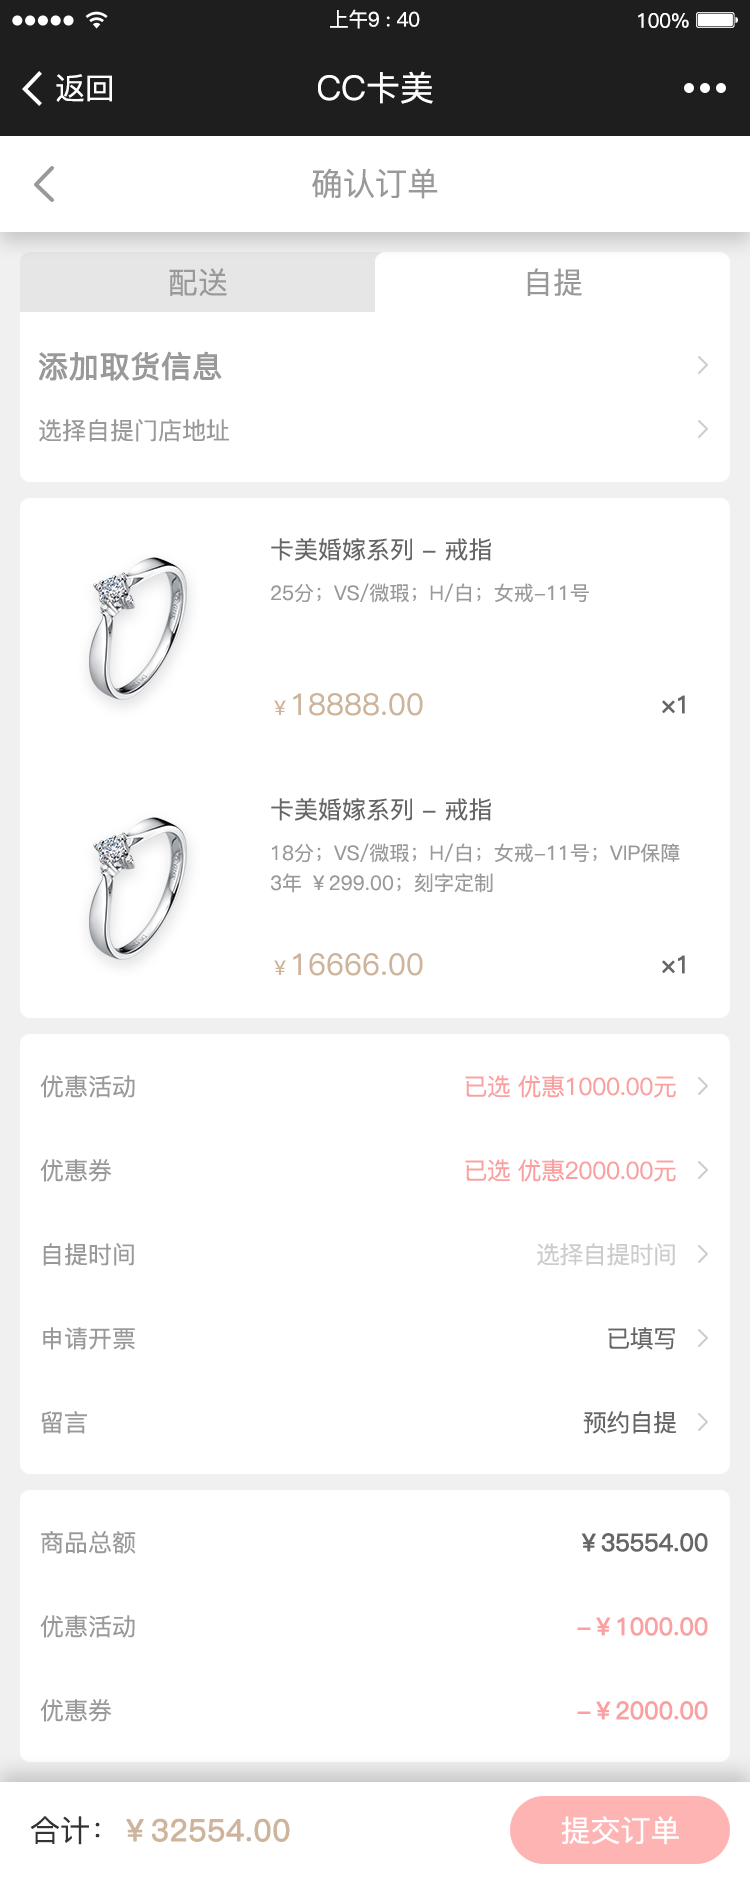 上午9 : 40
100%
返回
CC卡美
确认订单
配送
自提
添加取货信息
选择自提门店地址
卡美婚嫁系列 – 戒指
25分；VS/微瑕；H/白；女戒–11号
¥18888.00
×1
卡美婚嫁系列 – 戒指
18分；VS/微瑕；H/白；女戒–11号；VIP保障
3年 ¥299.00；刻字定制
¥16666.00
×1
优惠活动
已选 优惠1000.00元
优惠券
已选 优惠2000.00元
自提时间
选择自提时间
申请开票
已填写
留言
预约自提
商品总额
¥35554.00
优惠活动
–¥1000.00
优惠券
–¥2000.00
合计：¥32554.00
提交订单